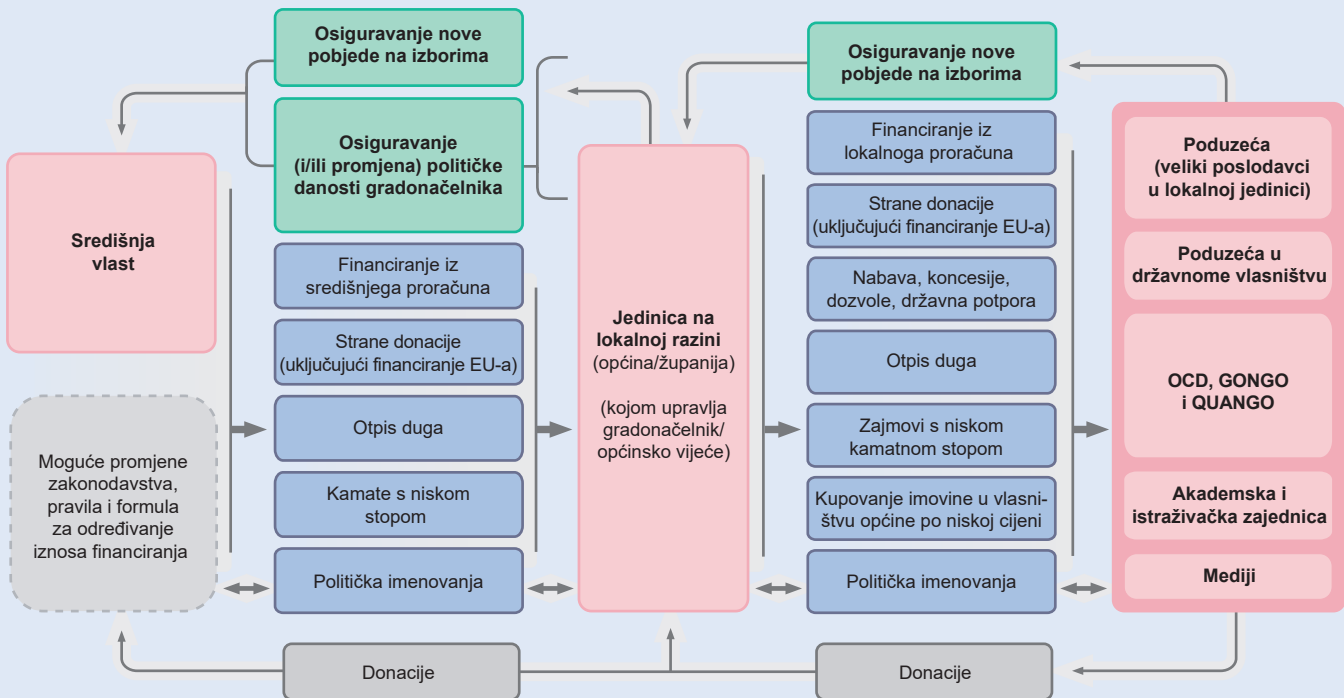 Osiguravanje nove
pobjede na izborima
Osiguravanje
(i/ili promjena) političke
danosti gradonačelnika
Središnja
vlast
Moguće promjene
zakonodavstva,
pravila i formula
za određivanje
iznosa financiranja
Financiranje iz
središnjega proračuna
Strane donacije
(uključujući financiranje EU-a)
Otpis duga
Kamate s niskom
stopom
Politička imenovanja
Donacije
Jedinica na
lokalnoj razini
(općina/županija)
(kojom upravlja
gradonačelnik/
općinsko vijeće)
Osiguravanje nove
pobjede na izborima
Financiranje iz
lokalnoga proračuna
Strane donacije
(uključujući financiranje EU-a)
Nabava, koncesije,
dozvole, državna potpora
Otpis duga
Zajmovi s niskom
kamatnom stopom
Kupovanje imovine u vlasni-
štvu općine po niskoj cijeni
Politička imenovanja
Donacije
Poduzeća
(veliki poslodavci
u lokalnoj jedinici)
Poduzeća u
državnome vlasništvu
OCD, GONGO
i QUANGO
Akademska i
istraživačka zajednica
Mediji